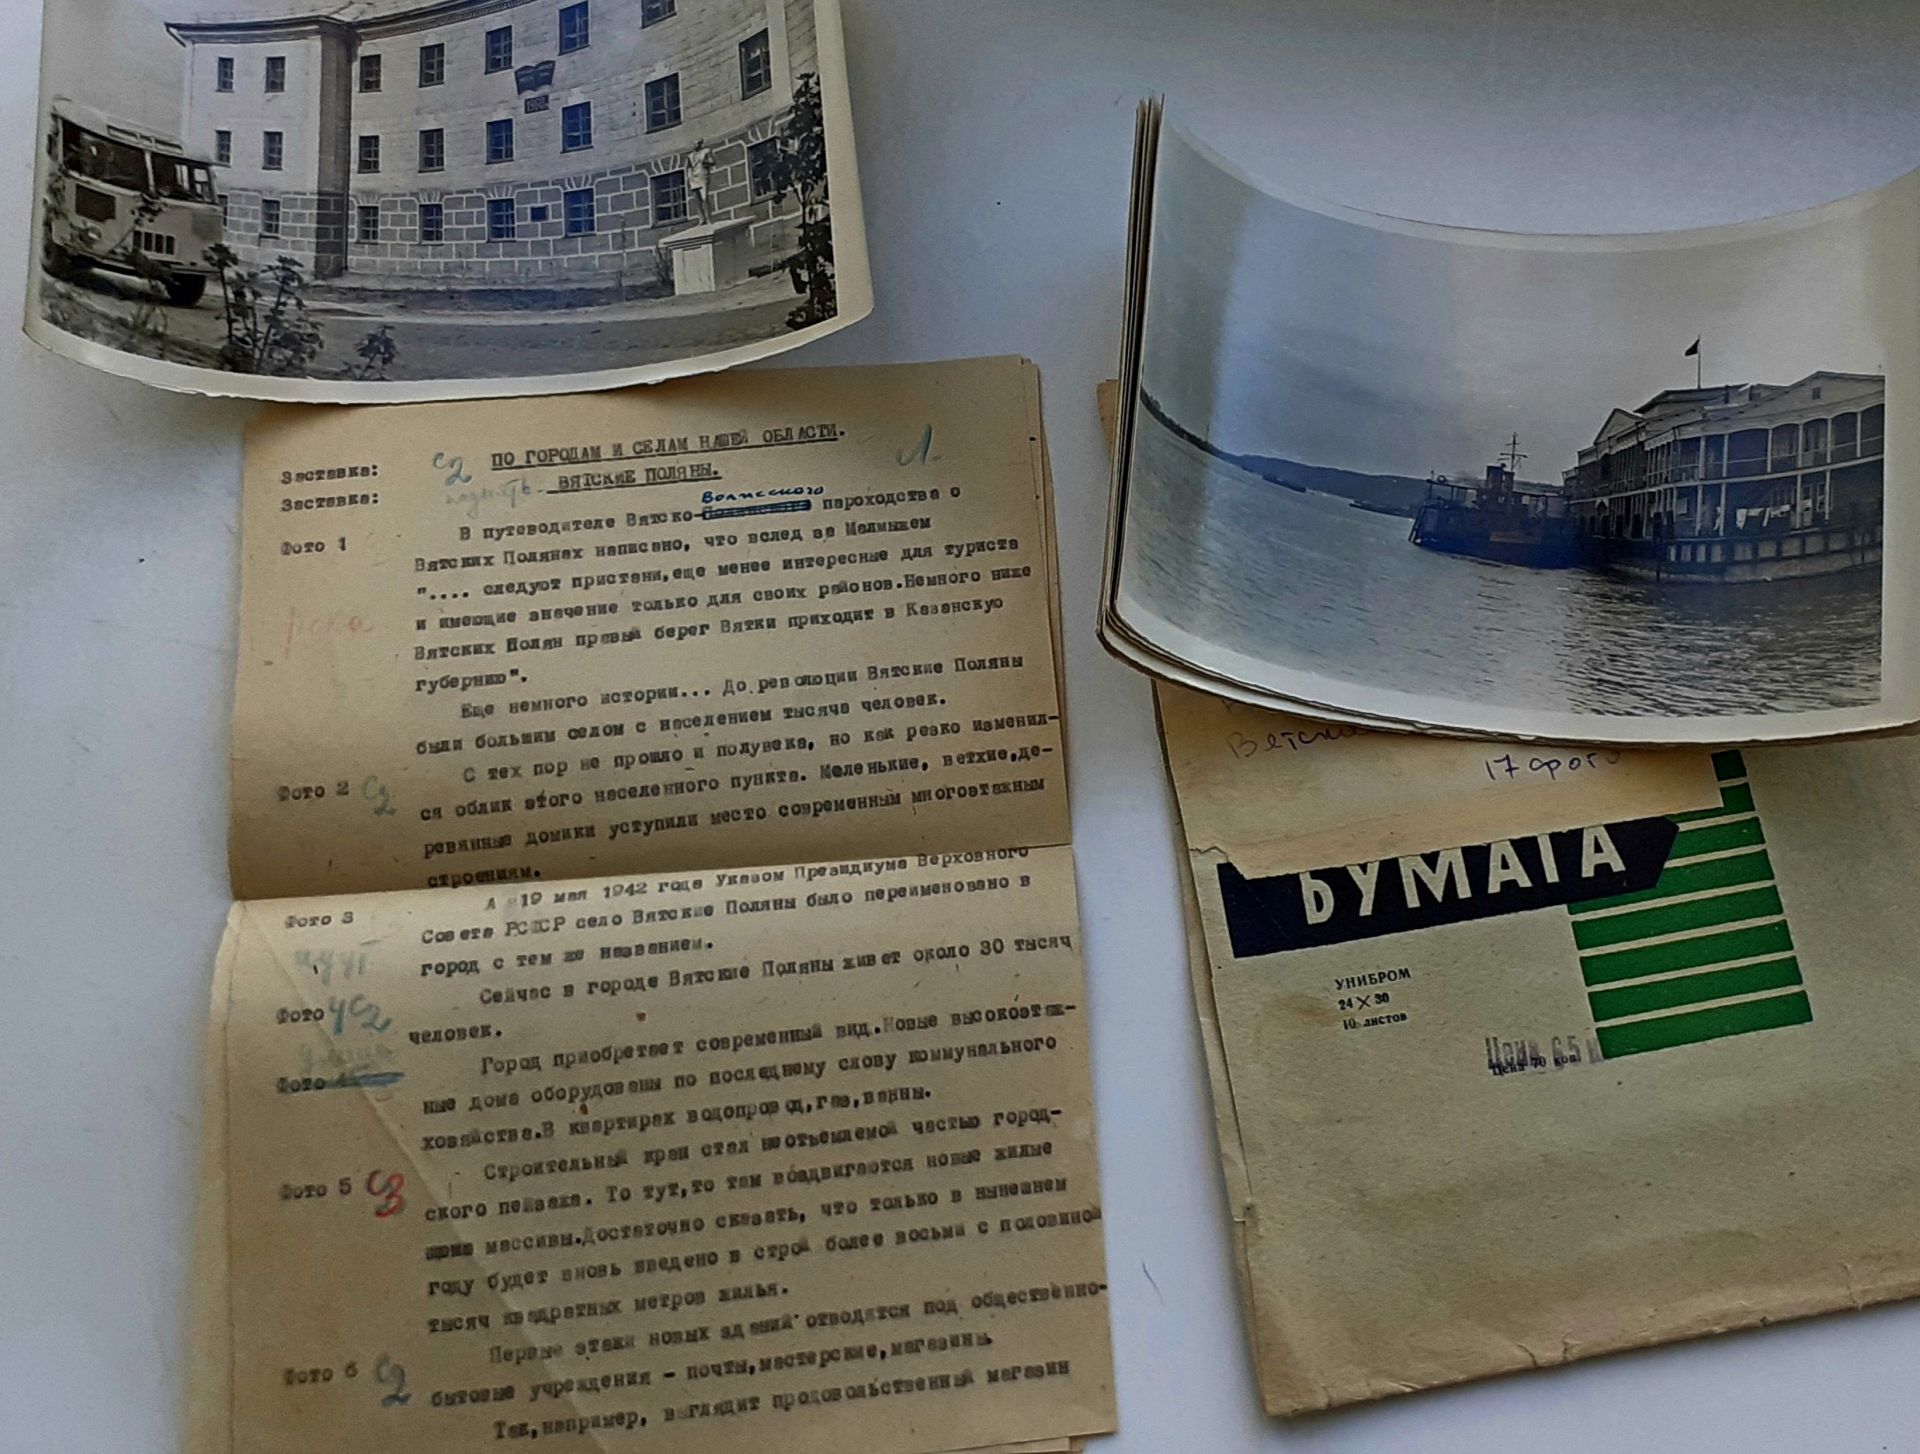 1960
Заставка: С2 ПО ГОРОДАМ И СЕЛАМ НАШЕЙ ОБЛАСТИ. Л.
Заставка: ВЯТСКИЕ ПОЛЯНЫ.
Волжского
В путеводителе Вятско- пароходства о
Фото 1 Вятских Полянах написано, что вслед за Малмыжем
".... следуют пристани,еще менее интересные для туриста
и имеющие значение только для своих районов.Немного ниже
река Вятских Полян правый берег Вятки приходит в Казанскую
губернию".
Еще немного истории... До революции Вятские Поляны
были большим селом с населением тысяча человек.
С тех пор не прошло и полувека, но как резко изменил-
Фото 2 С2 ся облик этого населенного пункта. Маленькие, ветхие,де-
ревянные домики уступили место современным многоэтажным
строениям.
А 19 мая 1942 года Указом Президиума Верховного
Фото 3 Совета РСФСР село Вятские Поляны было переименовано в
город с тем же названием.
Сейчас в городе Вятские Поляны живет около 30 тысяч
Фото 4 С2 человек.
Город приобретает современный вид.Новые высокоэтаж-
Фото ные дома оборудованы по последнему слову коммунального
хозяйства.В квартирах водопровод,газ,ванны.
Строительный кран стал неотъемлемой частью город-
Фото 5 С3 ского пейзажа. То тут,то там воздвигаются новые жилые
массивы.Достаточно сказать, что только в нынешнем
году будет вновь введено в строй более восьми с половиной
тысяч квадратных метров жилья.
Первые этажи новых зданий отводятся под общественно-
Фото 6 С2 бытовые учреждения - почты,мастерские,магазины.
Так,например, выглядит продовольственный магазин
17 фото
БУМАГА
УНИБРОМ
24 × 30
10 листов
Цена 65 к
Цена 70 коп.